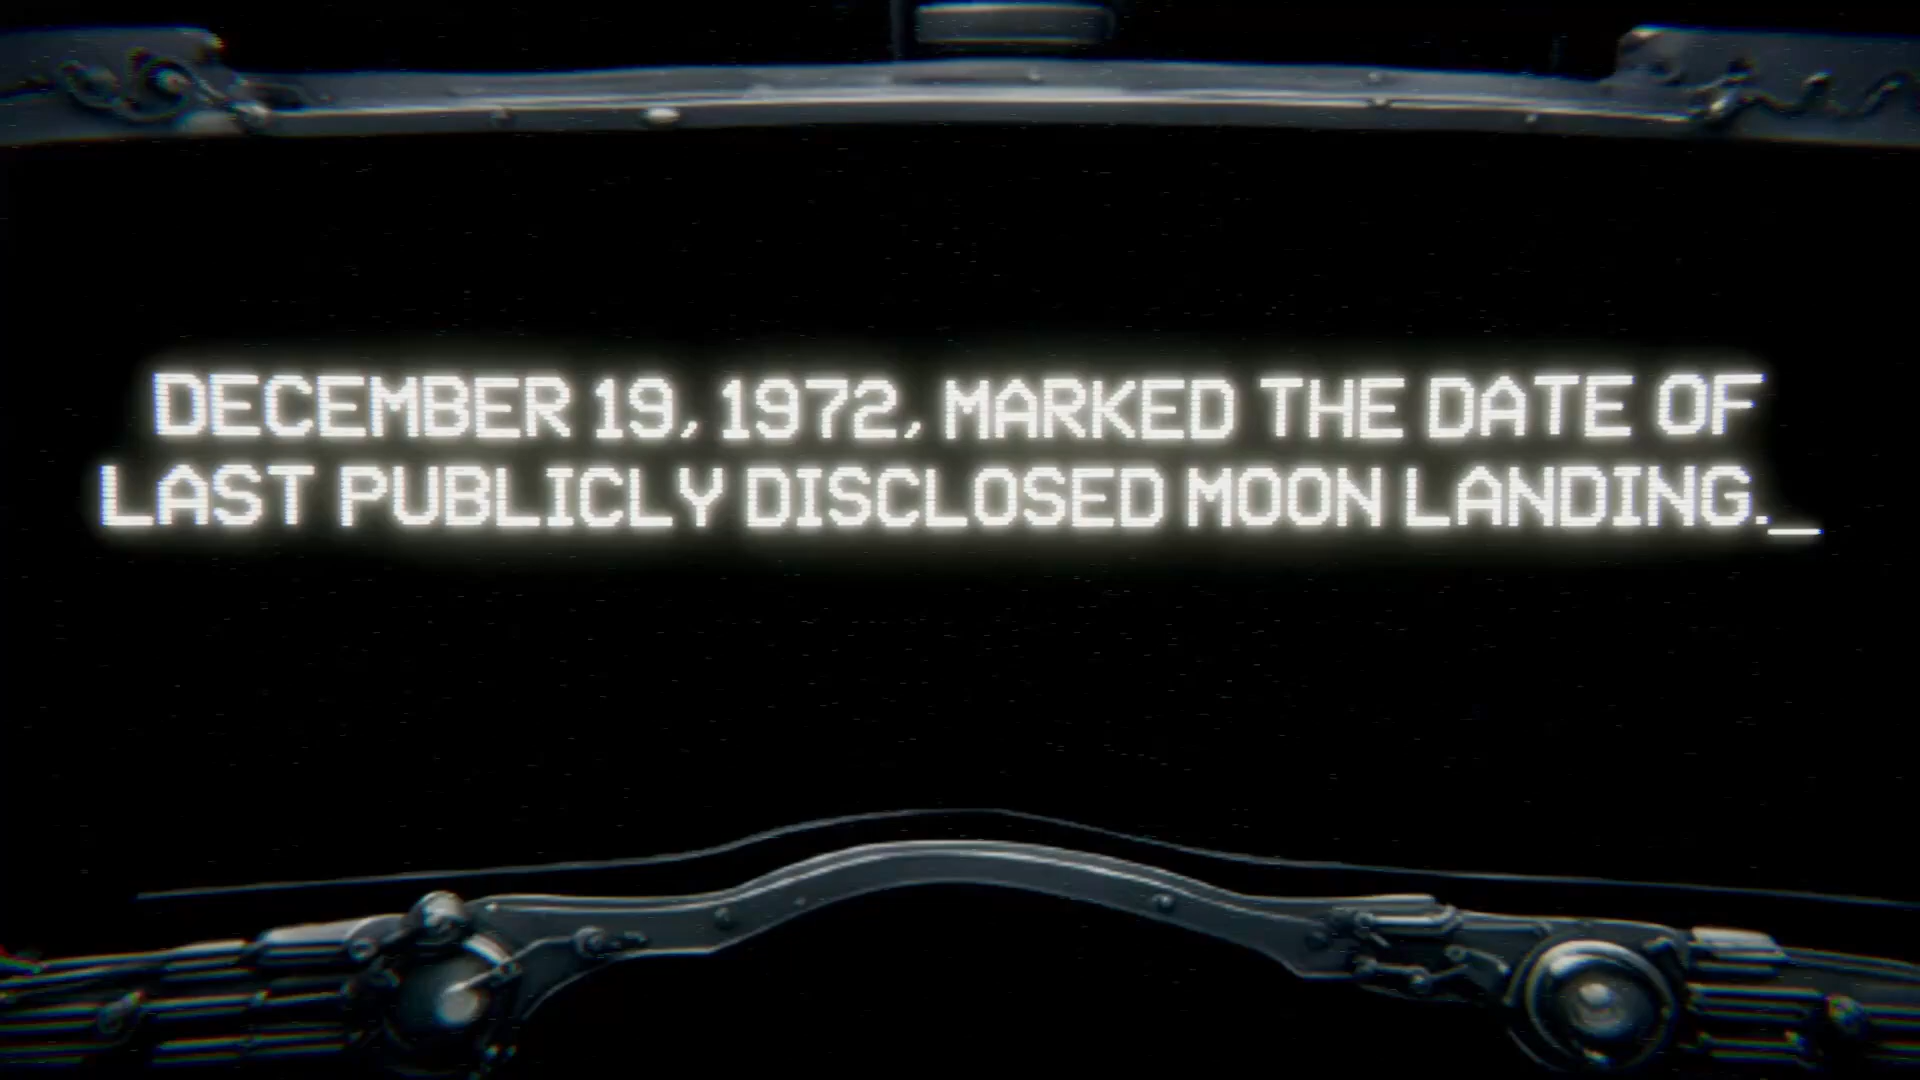 DECEMBER 19, 1972, MARKED THE DATE OF
LAST PUBLICLY DISCLOSED MOON LANDING._